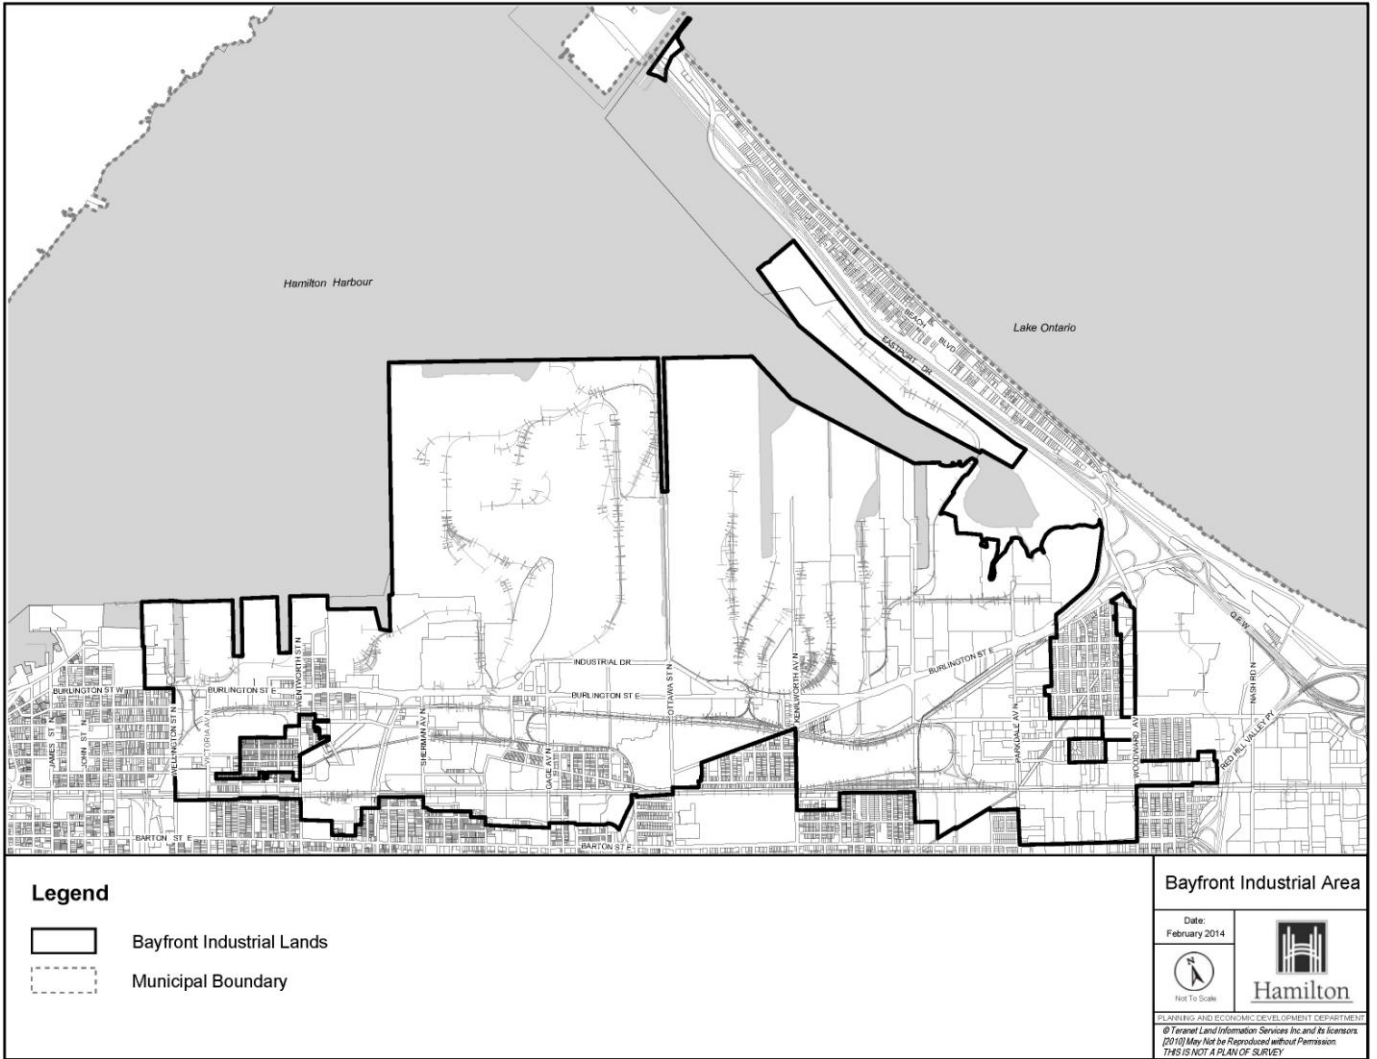 Hamilton Harbour
Lake Ontario
BEACH BLVD
EASTPORT DR
INDUSTRIAL DR
BURLINGTON ST E
BURLINGTON ST W
BURLINGTON ST E
BURLINGTON ST E
Q.E.W.
JAMES ST N
JOHN ST N
WELLINGTON ST N
VICTORIA AV N
WENTWORTH ST N
SHERMAN AV N
GAGE AV N
OTTAWA ST N
KENILWORTH AV N
PARKDALE AV N
WOODWARD AV
NASH RD N
RED HILL VALLEY PY
BARTON ST E
BARTON ST E
Legend
Bayfront Industrial Lands
Municipal Boundary
Bayfront Industrial Area
Date:
February 2014
N
Not To Scale
Hamilton
PLANNING AND ECONOMIC DEVELOPMENT DEPARTMENT
© Teranet Land Information Services Inc. and its licensors.
[2010] May Not be Reproduced without Permission.
THIS IS NOT A PLAN OF SURVEY